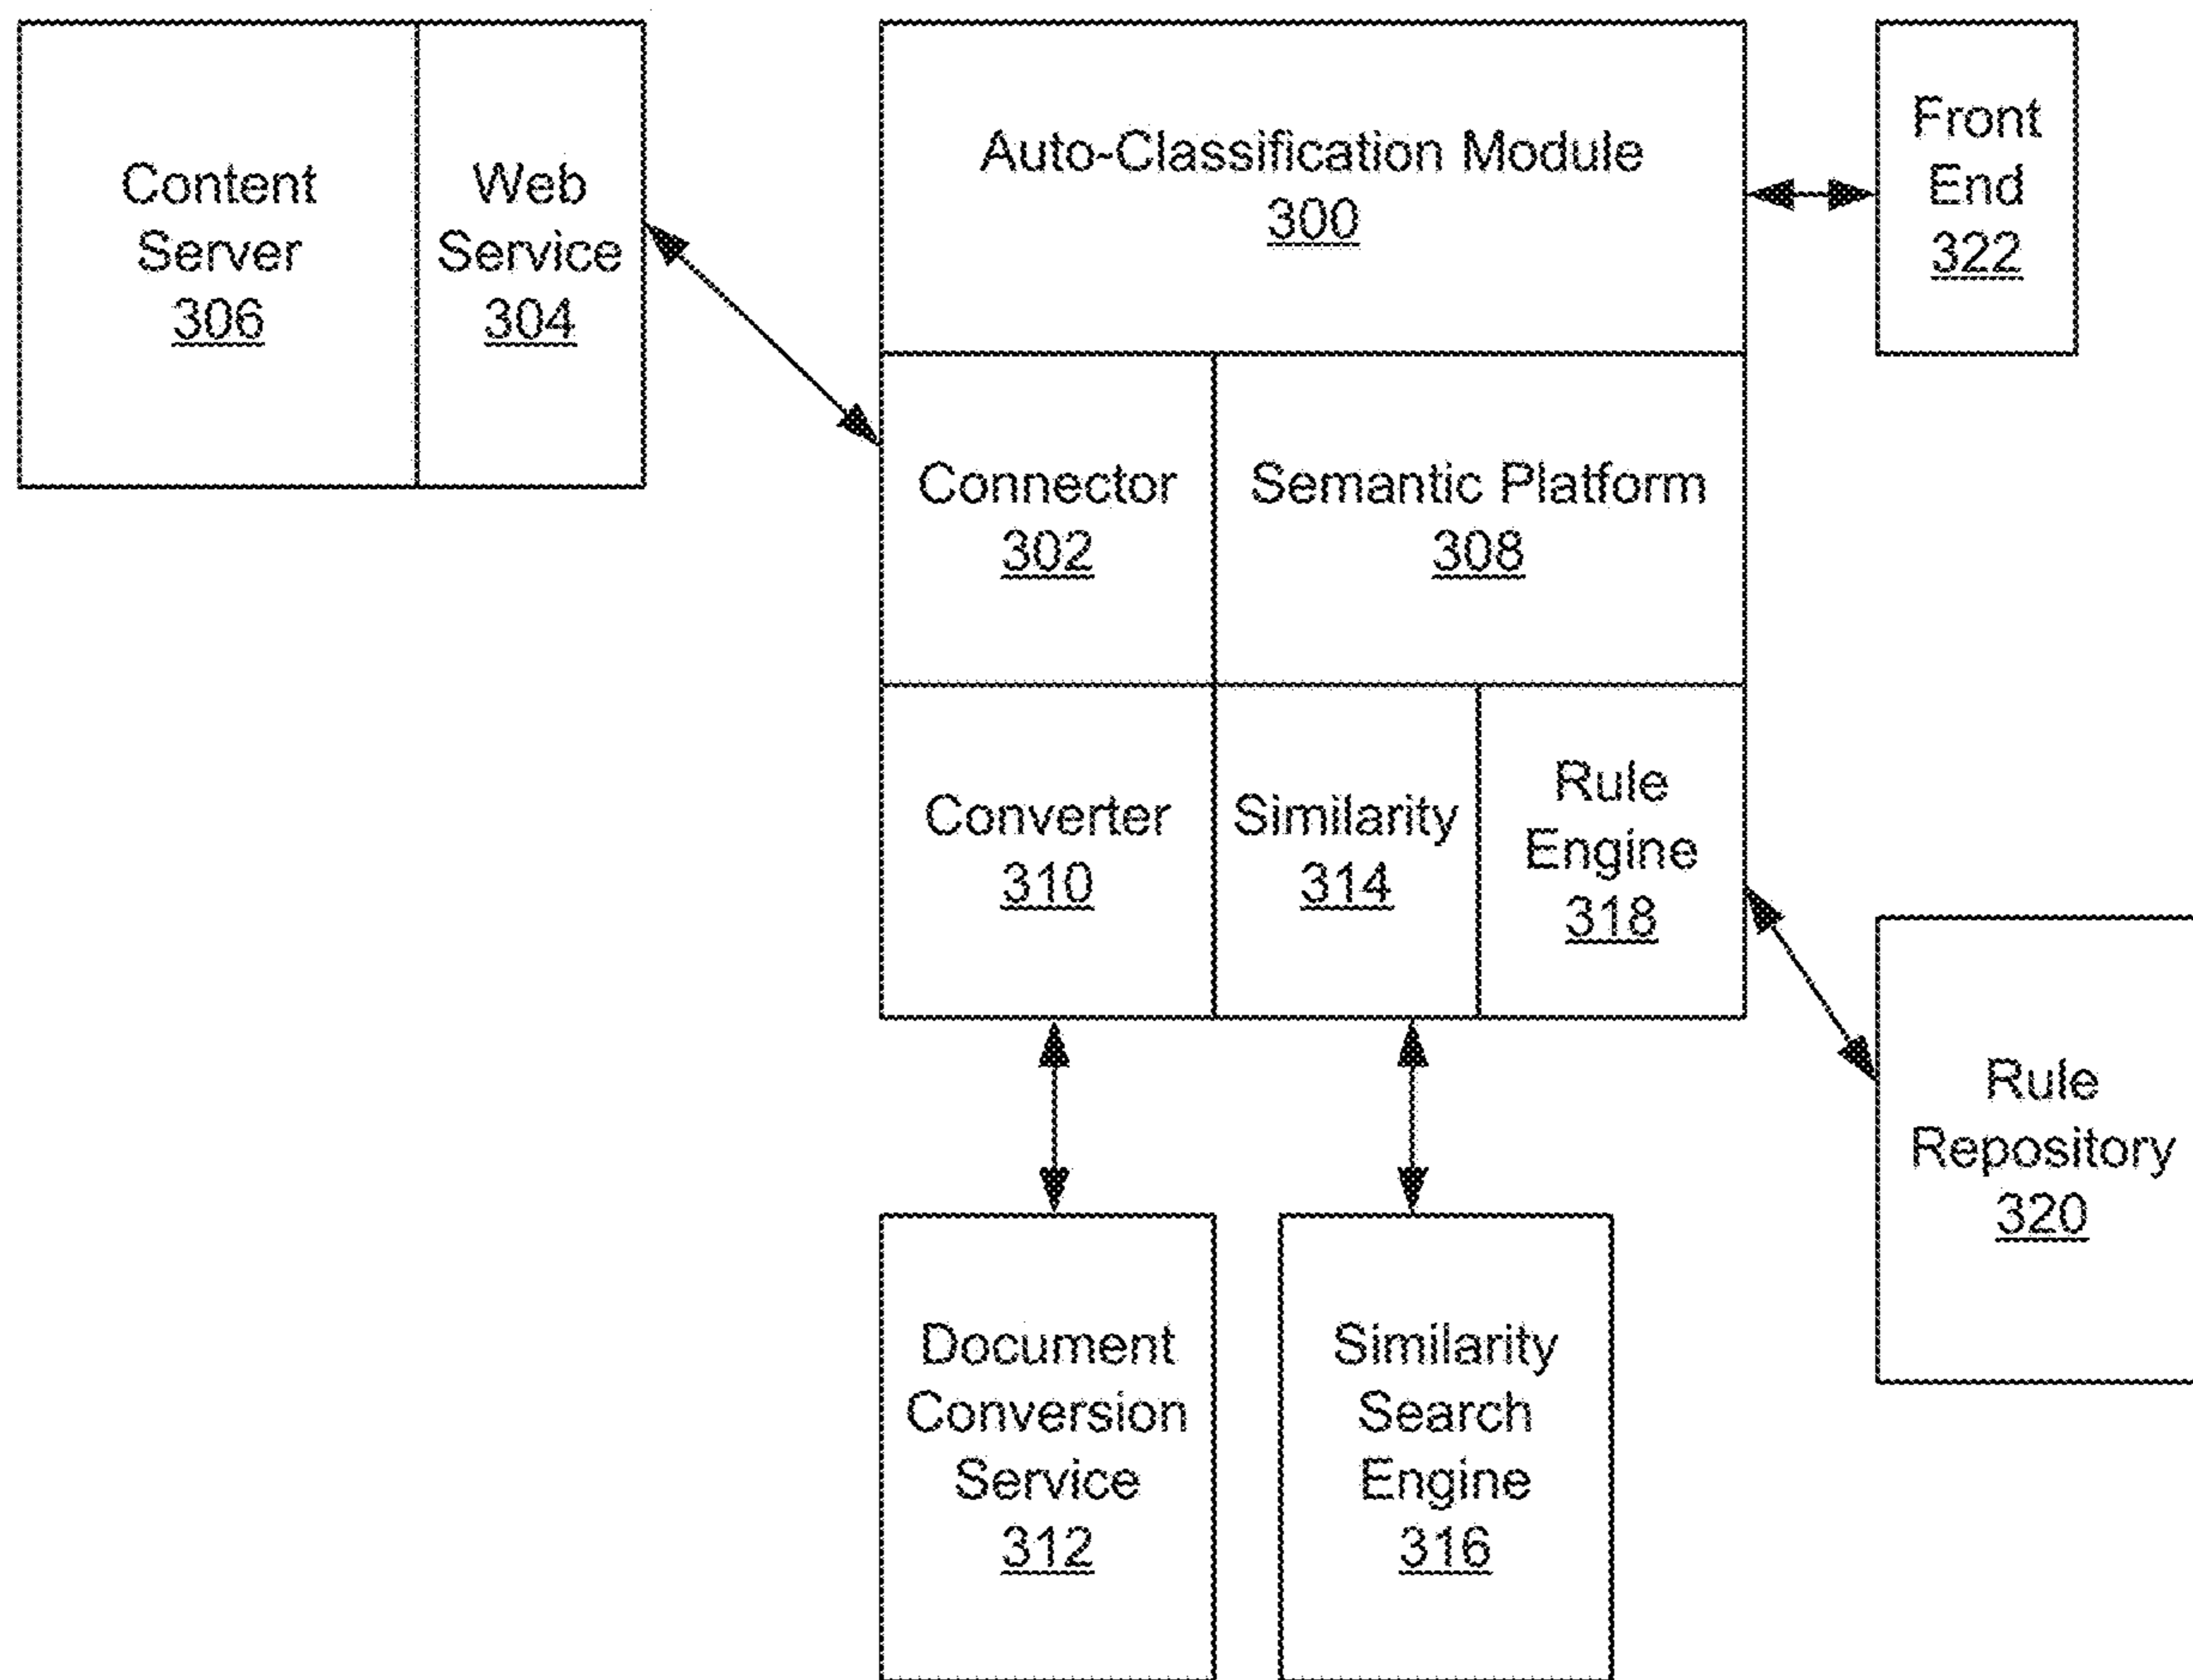 Content
Server
306
Web
Service
304
Auto-Classification Module
300
Front
End
322
Connector
302
Semantic Platform
308
Converter
310
Similarity
314
Rule
Engine
318
Rule
Repository
320
Document
Conversion
Service
312
Similarity
Search
Engine
316